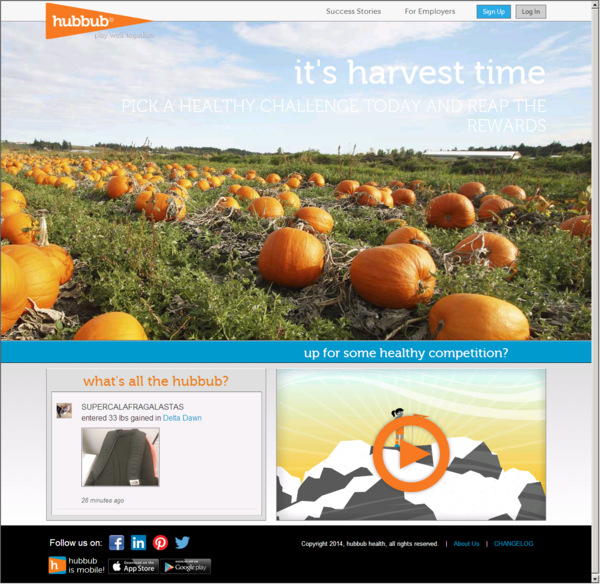 hubbub®
play well together.
Success Stories
For Employers
Sign Up
Log In
it's harvest time
PICK A HEALTHY CHALLENGE TODAY AND REAP THE
REWARDS
up for some healthy competition?
what's all the hubbub?
SUPERCALAFRAGALASTAS
entered 33 lbs gained in Delta Dawn
26 minutes ago
Follow us on:
Copyright 2014, hubbub health, all rights reserved. | About Us | CHANGELOG
hubbub
is mobile!
Download on the
App Store
Google play